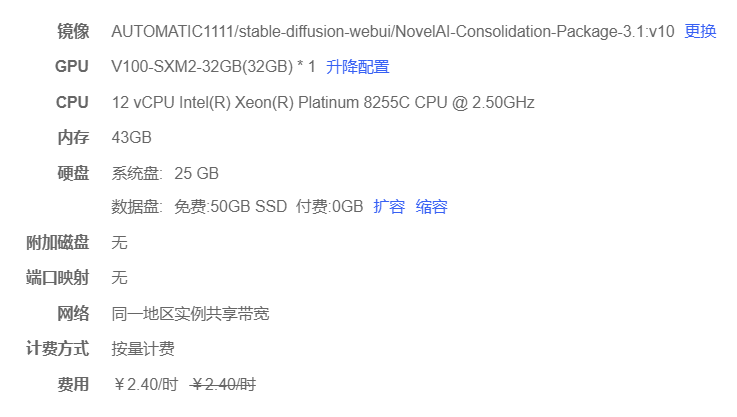 镜像 AUTOMATIC1111/stable-diffusion-webui/NovelAI-Consolidation-Package-3.1:v10 更换
GPU V100-SXM2-32GB(32GB) * 1 升降配置
CPU 12 vCPU Intel(R) Xeon(R) Platinum 8255C CPU @ 2.50GHz
内存 43GB
硬盘 系统盘: 25 GB
数据盘: 免费:50GB SSD 付费:0GB 扩容 缩容
附加磁盘 无
端口映射 无
网络 同一地区实例共享带宽
计费方式 按量计费
费用 ￥2.40/时 ￥2.40/时